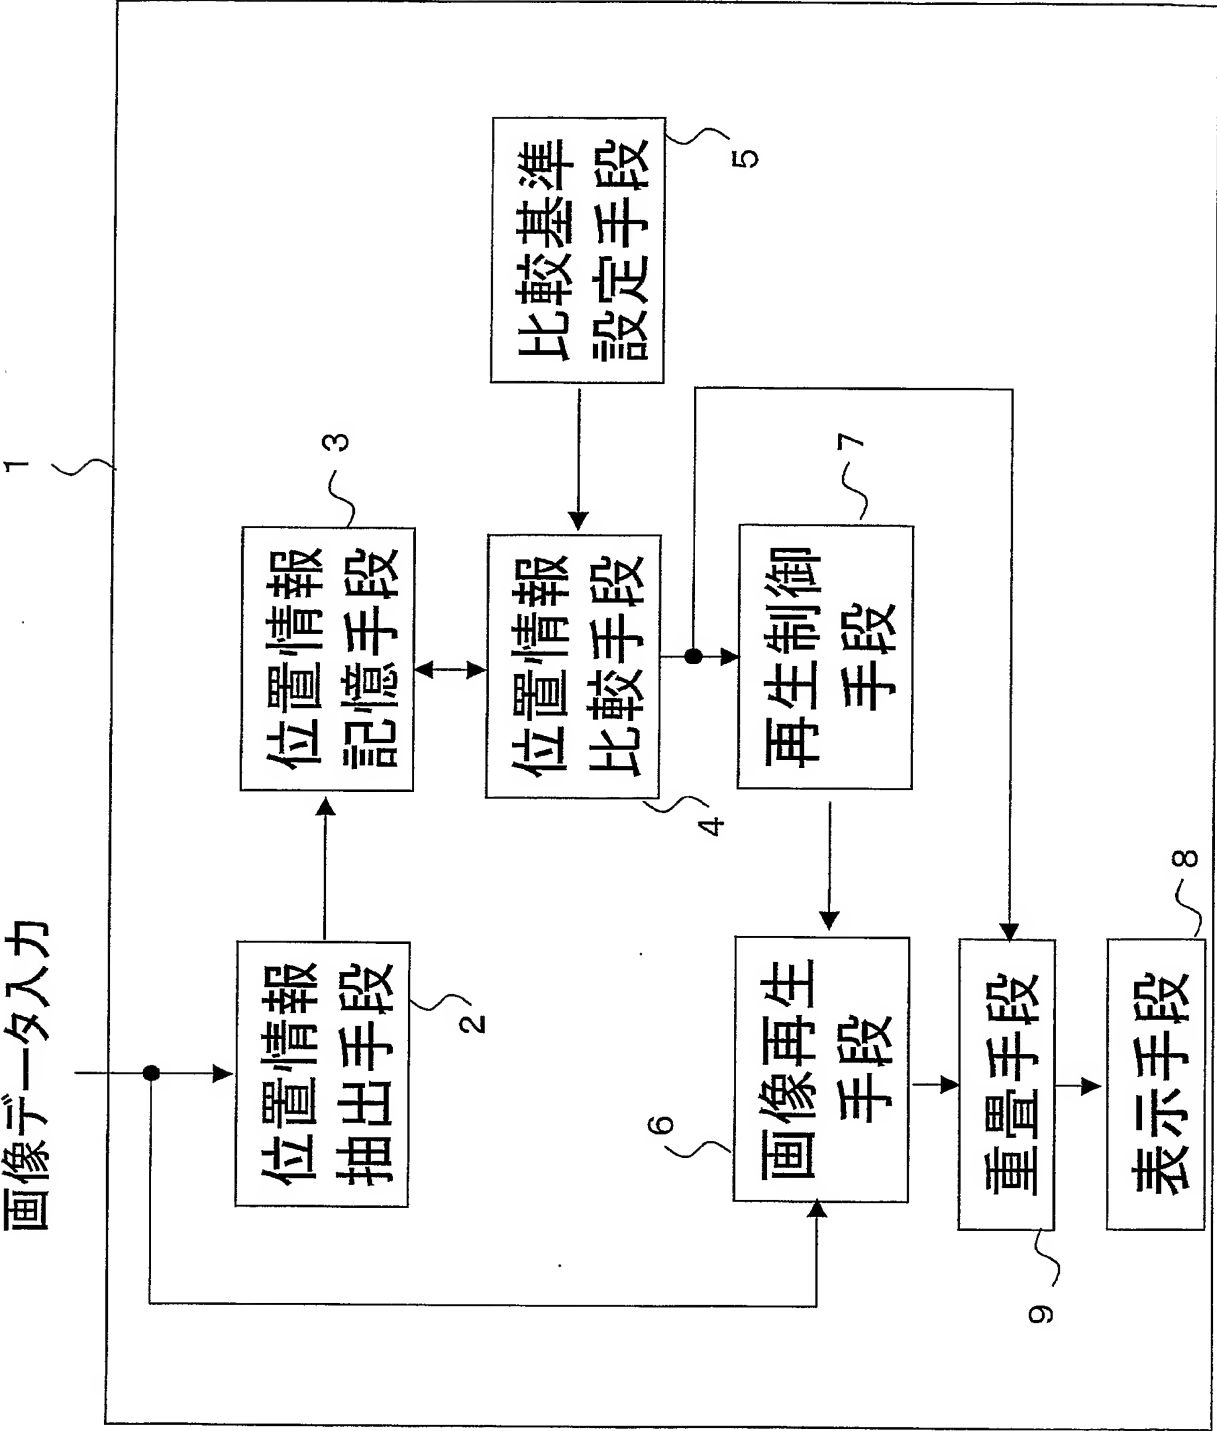 画像データ入力
1
位置情報
抽出手段
2
位置情報
記憶手段
3
位置情報
比較手段
4
比較基準
設定手段
5
画像再生
手段
6
再生制御
手段
7
重畳手段
9
表示手段
8